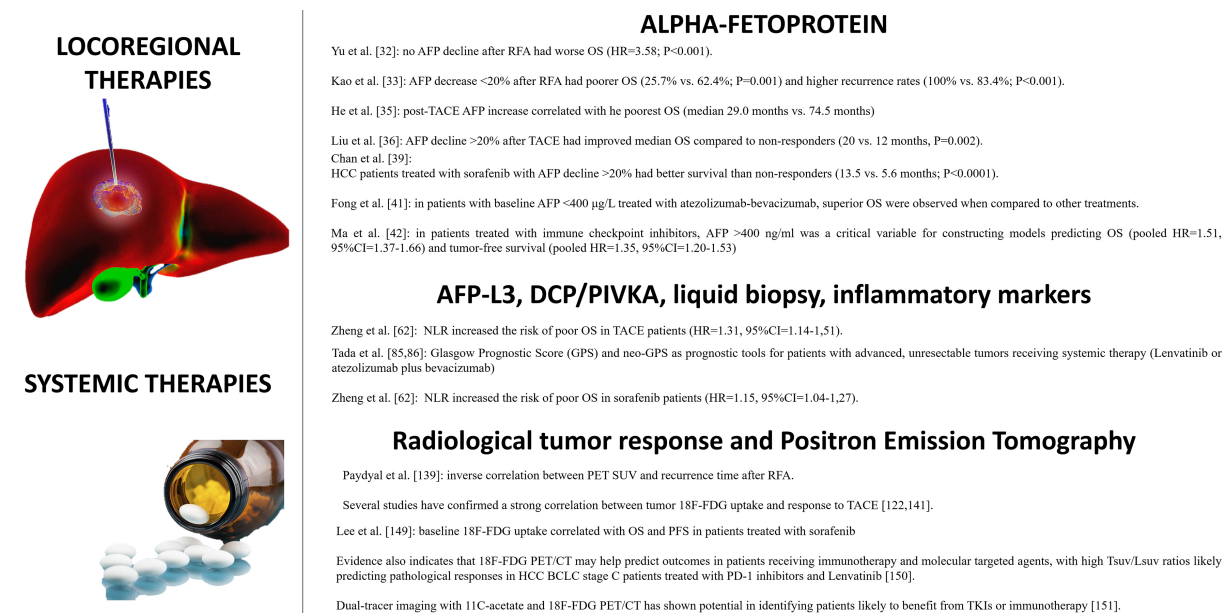 LOCOREGIONAL
THERAPIES
SYSTEMIC THERAPIES
ALPHA-FETOPROTEIN
Yu et al. [32]: no AFP decline after RFA had worse OS (HR=3.58; P<0.001).
Kao et al. [33]: AFP decrease <20% after RFA had poorer OS (25.7% vs. 62.4%; P=0.001) and higher recurrence rates (100% vs. 83.4%; P<0.001).
He et al. [35]: post-TACE AFP increase correlated with he poorest OS (median 29.0 months vs. 74.5 months)
Liu et al. [36]: AFP decline >20% after TACE had improved median OS compared to non-responders (20 vs. 12 months, P=0.002).
Chan et al. [39]:
HCC patients treated with sorafenib with AFP decline >20% had better survival than non-responders (13.5 vs. 5.6 months; P<0.0001).
Fong et al. [41]: in patients with baseline AFP <400 μg/L treated with atezolizumab-bevacizumab, superior OS were observed when compared to other treatments.
Ma et al. [42]: in patients treated with immune checkpoint inhibitors, AFP >400 ng/ml was a critical variable for constructing models predicting OS (pooled HR=1.51,
95%CI=1.37-1.66) and tumor-free survival (pooled HR=1.35, 95%CI=1.20-1.53)
AFP-L3, DCP/PIVKA, liquid biopsy, inflammatory markers
Zheng et al. [62]: NLR increased the risk of poor OS in TACE patients (HR=1.31, 95%CI=1.14-1,51).
Tada et al. [85,86]: Glasgow Prognostic Score (GPS) and neo-GPS as prognostic tools for patients with advanced, unresectable tumors receiving systemic therapy (Lenvatinib or
atezolizumab plus bevacizumab)
Zheng et al. [62]: NLR increased the risk of poor OS in sorafenib patients (HR=1.15, 95%CI=1.04-1,27).
Radiological tumor response and Positron Emission Tomography
Paydyal et al. [139]: inverse correlation between PET SUV and recurrence time after RFA.
Several studies have confirmed a strong correlation between tumor 18F-FDG uptake and response to TACE [122,141].
Lee et al. [149]: baseline 18F-FDG uptake correlated with OS and PFS in patients treated with sorafenib
Evidence also indicates that 18F-FDG PET/CT may help predict outcomes in patients receiving immunotherapy and molecular targeted agents, with high Tsuv/Lsuv ratios likely
predicting pathological responses in HCC BCLC stage C patients treated with PD-1 inhibitors and Lenvatinib [150].
Dual-tracer imaging with 11C-acetate and 18F-FDG PET/CT has shown potential in identifying patients likely to benefit from TKIs or immunotherapy [151].